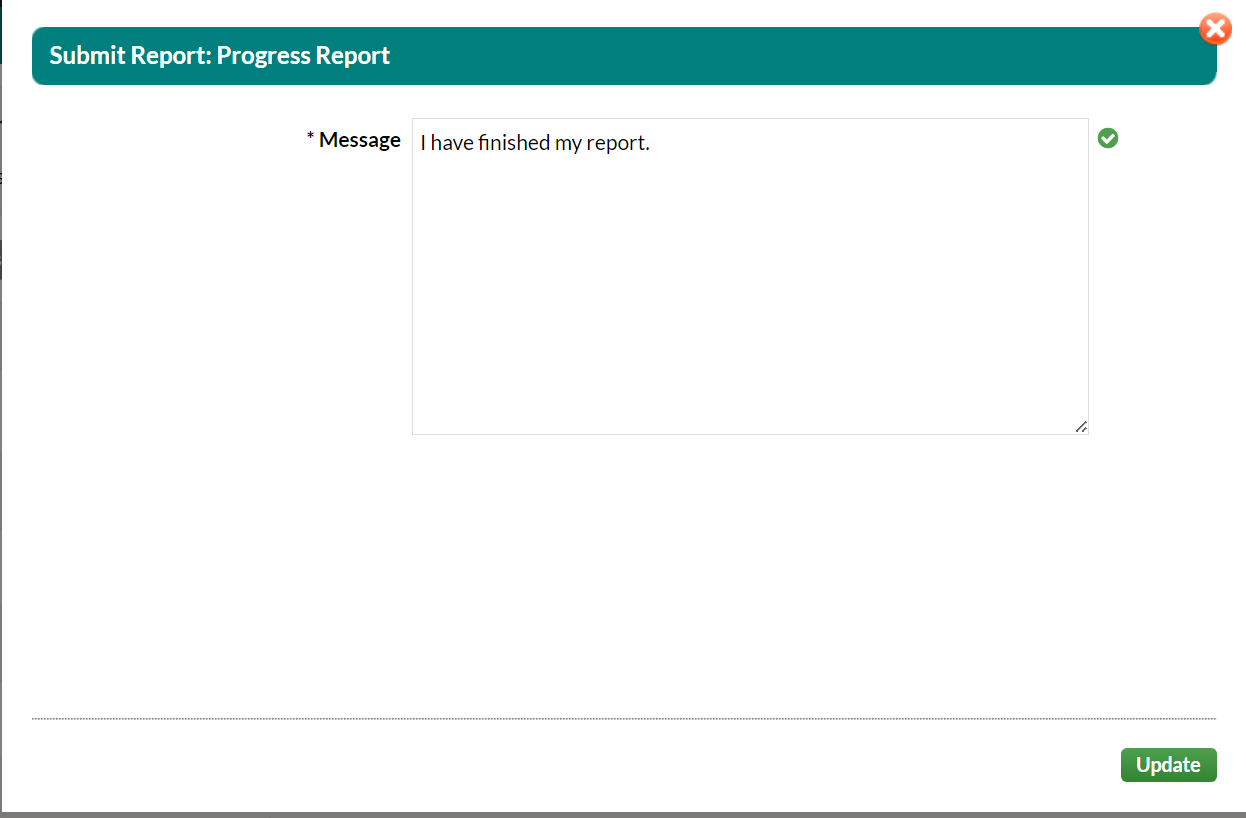 Submit Report: Progress Report
* Message
I have finished my report.
Update